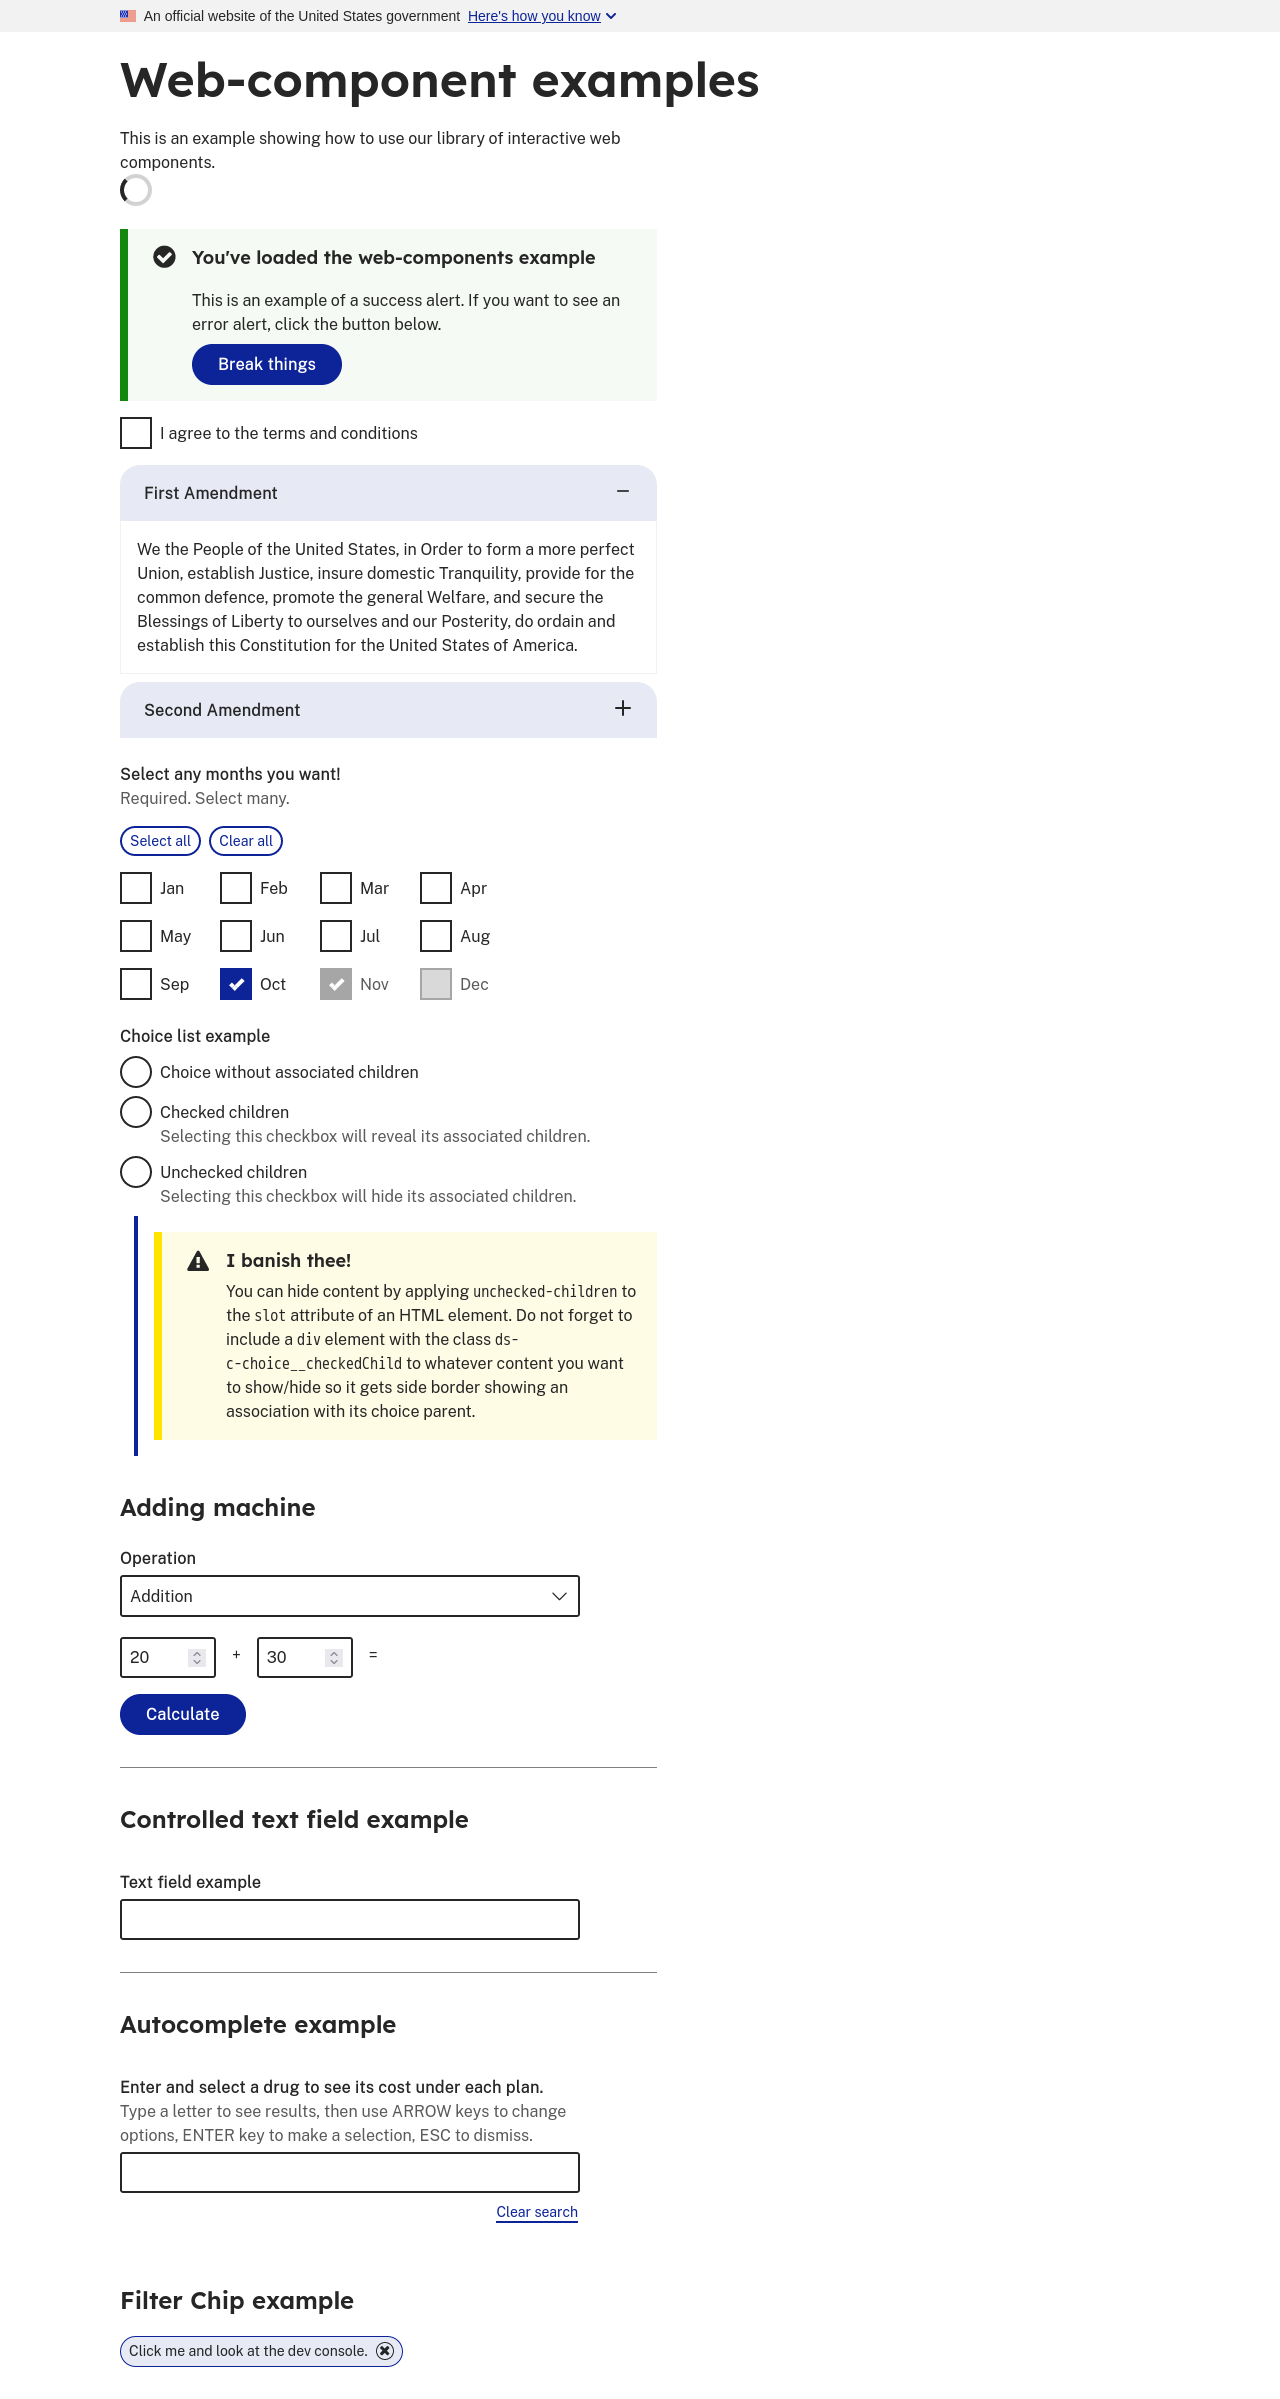 An official website of the United States government Here's how you know
Web-component examples
This is an example showing how to use our library of interactive web
components.
You've loaded the web-components example
This is an example of a success alert. If you want to see an
error alert, click the button below.
Break things
I agree to the terms and conditions
First Amendment
We the People of the United States, in Order to form a more perfect
Union, establish Justice, insure domestic Tranquility, provide for the
common defence, promote the general Welfare, and secure the
Blessings of Liberty to ourselves and our Posterity, do ordain and
establish this Constitution for the United States of America.
Second Amendment
Select any months you want!
Required. Select many.
Select all Clear all
Jan Feb Mar Apr
May Jun Jul Aug
Sep Oct Nov Dec
Choice list example
Choice without associated children
Checked children
Selecting this checkbox will reveal its associated children.
Unchecked children
Selecting this checkbox will hide its associated children.
I banish thee!
You can hide content by applying unchecked-children to
the slot attribute of an HTML element. Do not forget to
include a div element with the class ds-
c-choice__checkedChild to whatever content you want
to show/hide so it gets side border showing an
association with its choice parent.
Adding machine
Operation
Addition
20 + 30 =
Calculate
Controlled text field example
Text field example
Autocomplete example
Enter and select a drug to see its cost under each plan.
Type a letter to see results, then use ARROW keys to change
options, ENTER key to make a selection, ESC to dismiss.
Clear search
Filter Chip example
Click me and look at the dev console.